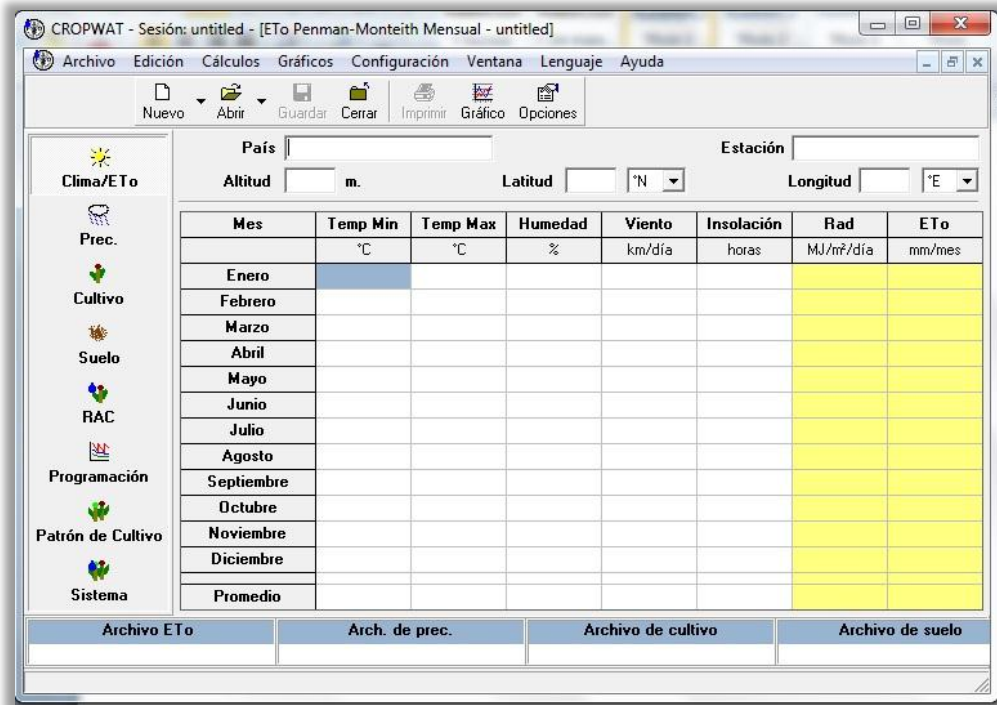 CROPWAT - Sesión: untitled - [ETo Penman-Monteith Mensual - untitled]
Archivo Edición Cálculos Gráficos Configuración Ventana Lenguaje Ayuda
Nuevo Abrir Guardar Cerrar Imprimir Gráfico Opciones
País Estación
Altitud m. Latitud °N Longitud °E
Clima/ETo
Prec.
Cultivo
Suelo
RAC
Programación
Patrón de Cultivo
Sistema
Mes Temp Min Temp Max Humedad Viento Insolación Rad ETo
°C °C % km/día horas MJ/m²/día mm/mes
Enero
Febrero
Marzo
Abril
Mayo
Junio
Julio
Agosto
Septiembre
Octubre
Noviembre
Diciembre
Promedio
Archivo ETo Arch. de prec. Archivo de cultivo Archivo de suelo